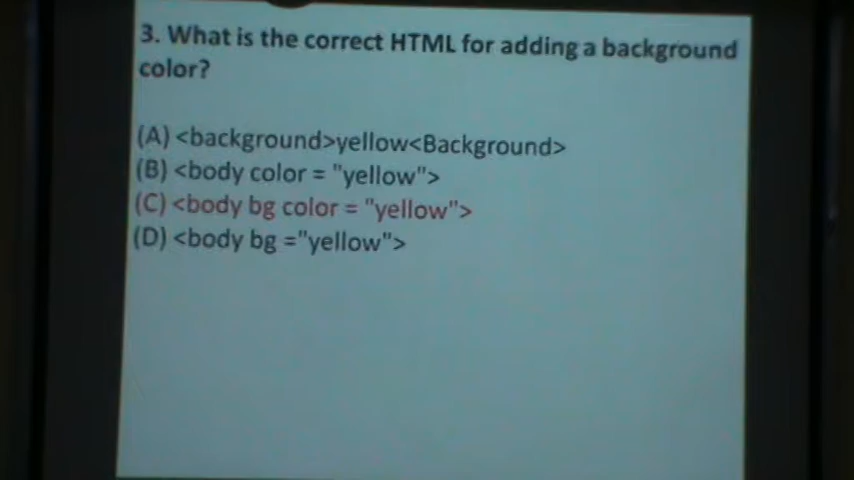 3. What is the correct HTML for adding a background
color?
(A) <background>yellow<Background>
(B) <body color = "yellow">
(C) <body bg color = "yellow">
(D) <body bg ="yellow">